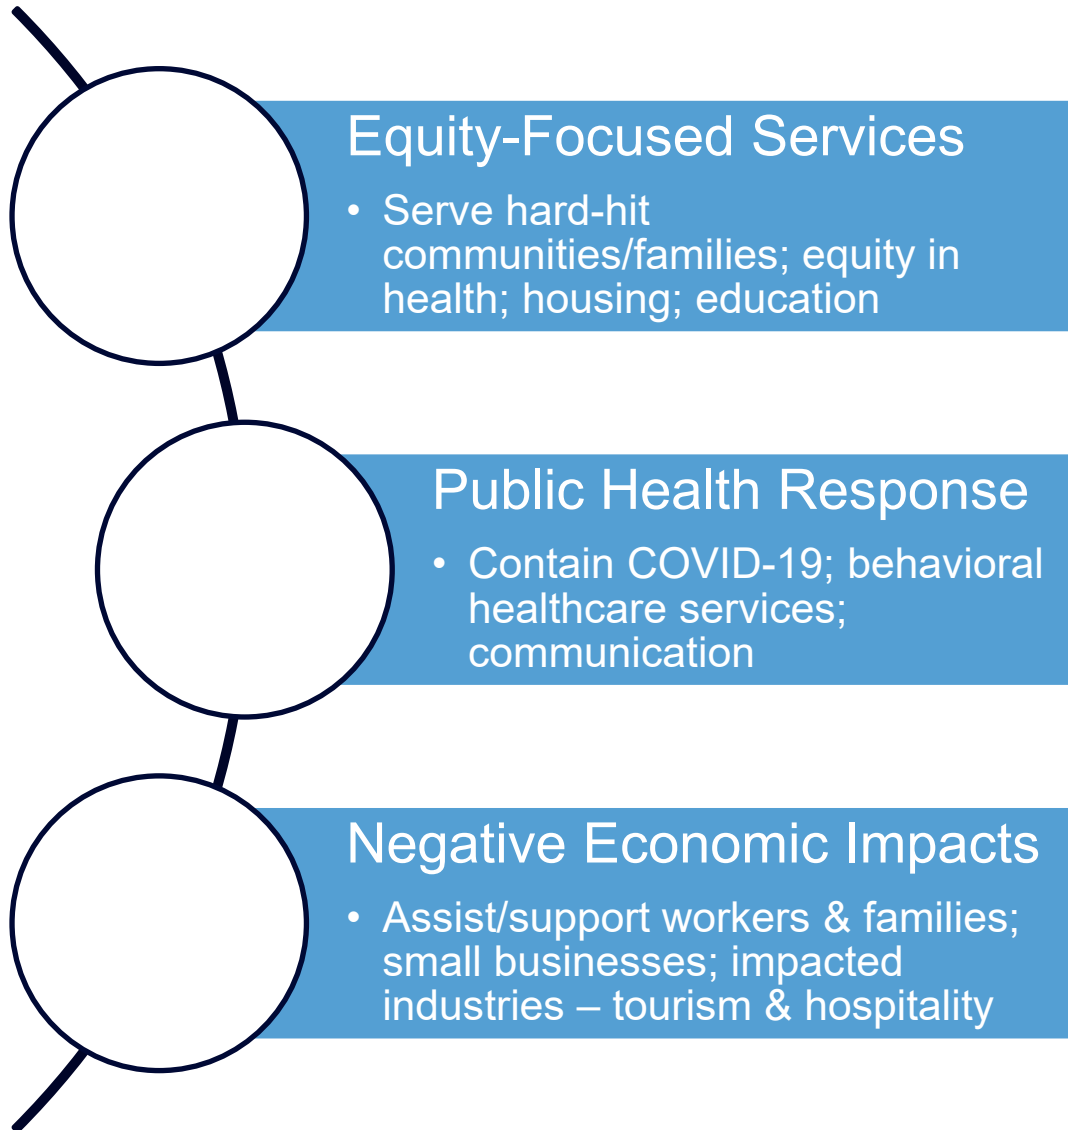 Equity-Focused Services
• Serve hard-hit
communities/families; equity in
health; housing; education
Public Health Response
• Contain COVID-19; behavioral
healthcare services;
communication
Negative Economic Impacts
• Assist/support workers & families;
small businesses; impacted
industries – tourism & hospitality